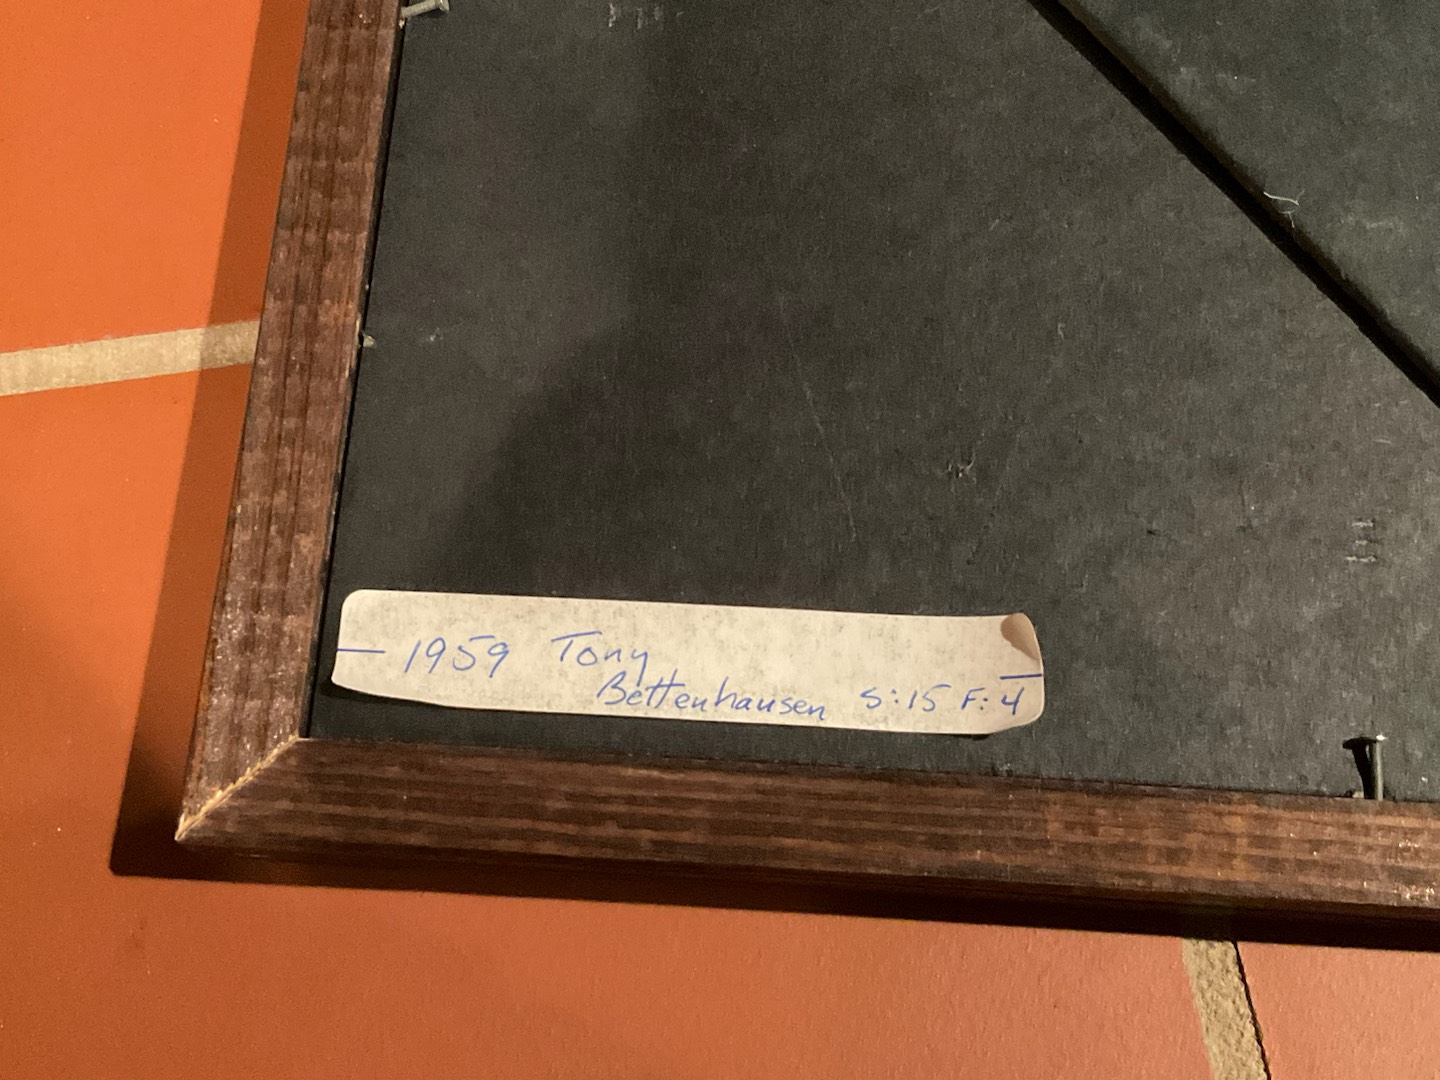 — 1959 Tony
Bettenhausen S:15 F:4 —